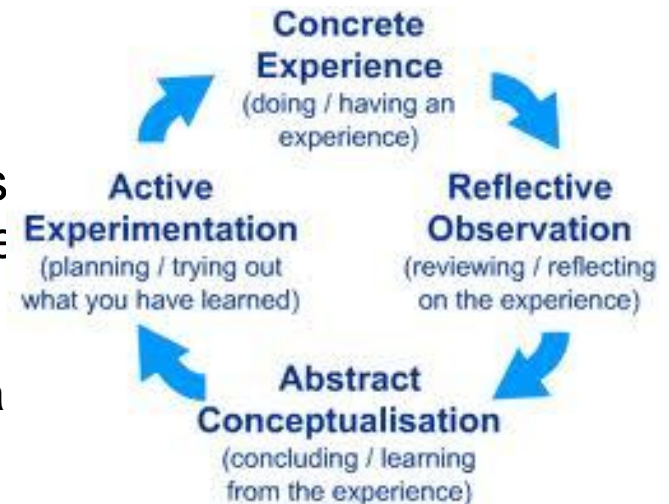 Concrete
Experience
(doing / having an
experience)
Active
Experimentation
(planning / trying out
what you have learned)
Reflective
Observation
(reviewing / reflecting
on the experience)
Abstract
Conceptualisation
(concluding / learning
from the experience)